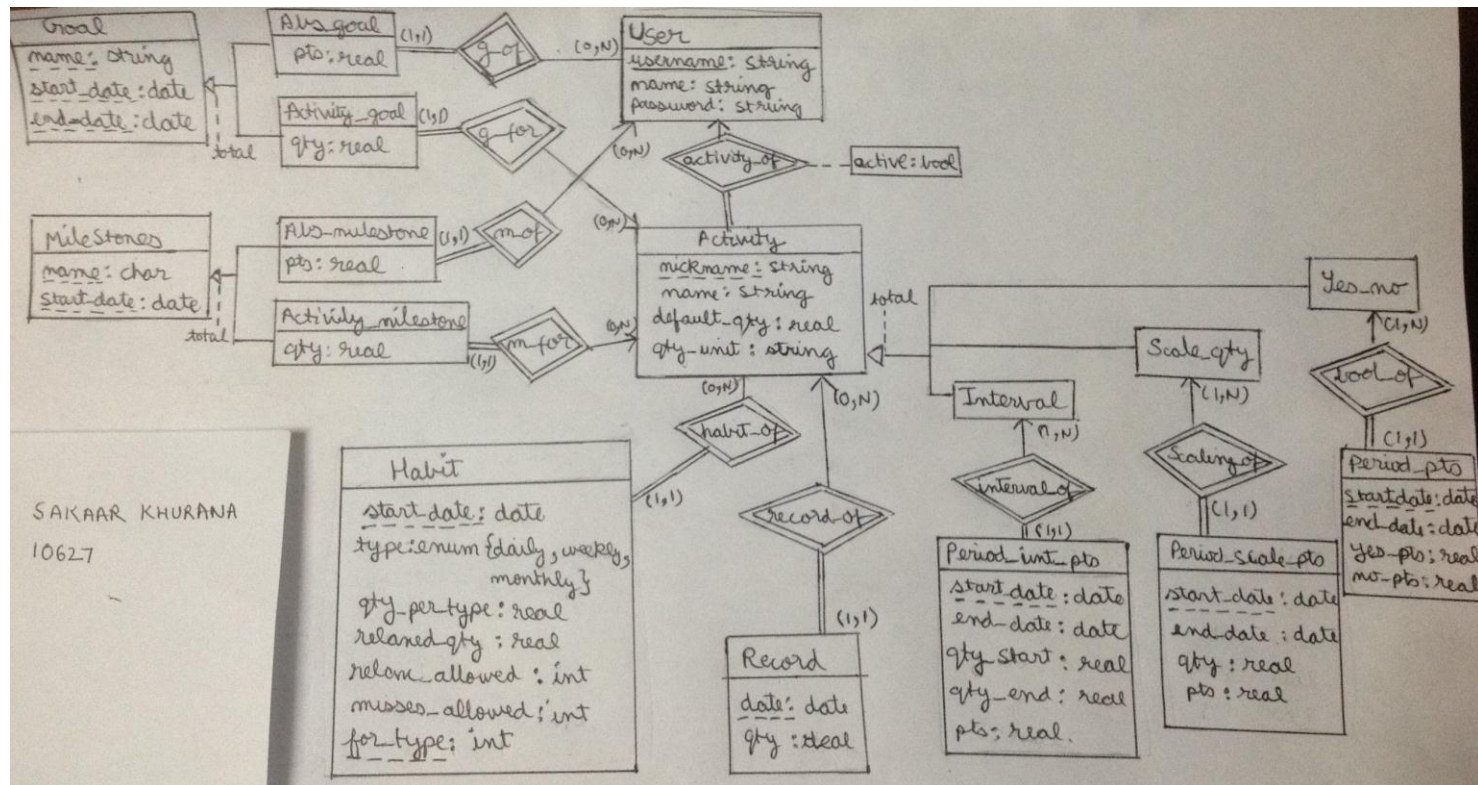 Goal
name: string
start_date: date
end_date: date
total
Abs_goal
pts: real
(1,1)
g_of
(0,N)
Activity_goal
qty: real
(1,1)
g_for
(0,N)
User
username: string
name: string
password: string
activity_of
active: bool
MileStones
name: char
start_date: date
total
Abs_milestone
pts: real
(1,1)
m_of
(0,N)
Activity_milestone
qty: real
(1,1)
m_for
(0,N)
Activity
nickname: string
name: string
default_qty: real
qty_unit: string
total
Yes_no
(1,N)
bool_of
(1,1)
Period_pts
startdate: date
end_date: date
yes_pts: real
no_pts: real
Scale_qty
(1,N)
Scaling_of
(1,1)
Period_scale_pts
start_date: date
end_date: date
qty: real
pts: real
Interval
(1,N)
interval_of
(1,1)
Period_int_pts
start_date: date
end_date: date
qty_start: real
qty_end: real
pts: real.
(0,N)
habit_of
(1,1)
Habit
start_date: date
type: enum {daily, weekly,
monthly}
qty_per_type: real
relaxed_qty: real
relax_allowed: int
misses_allowed: int
for_type: int
(0,N)
record_of
(1,1)
Record
date: date
qty: real
SAKAAR KHURANA
10627